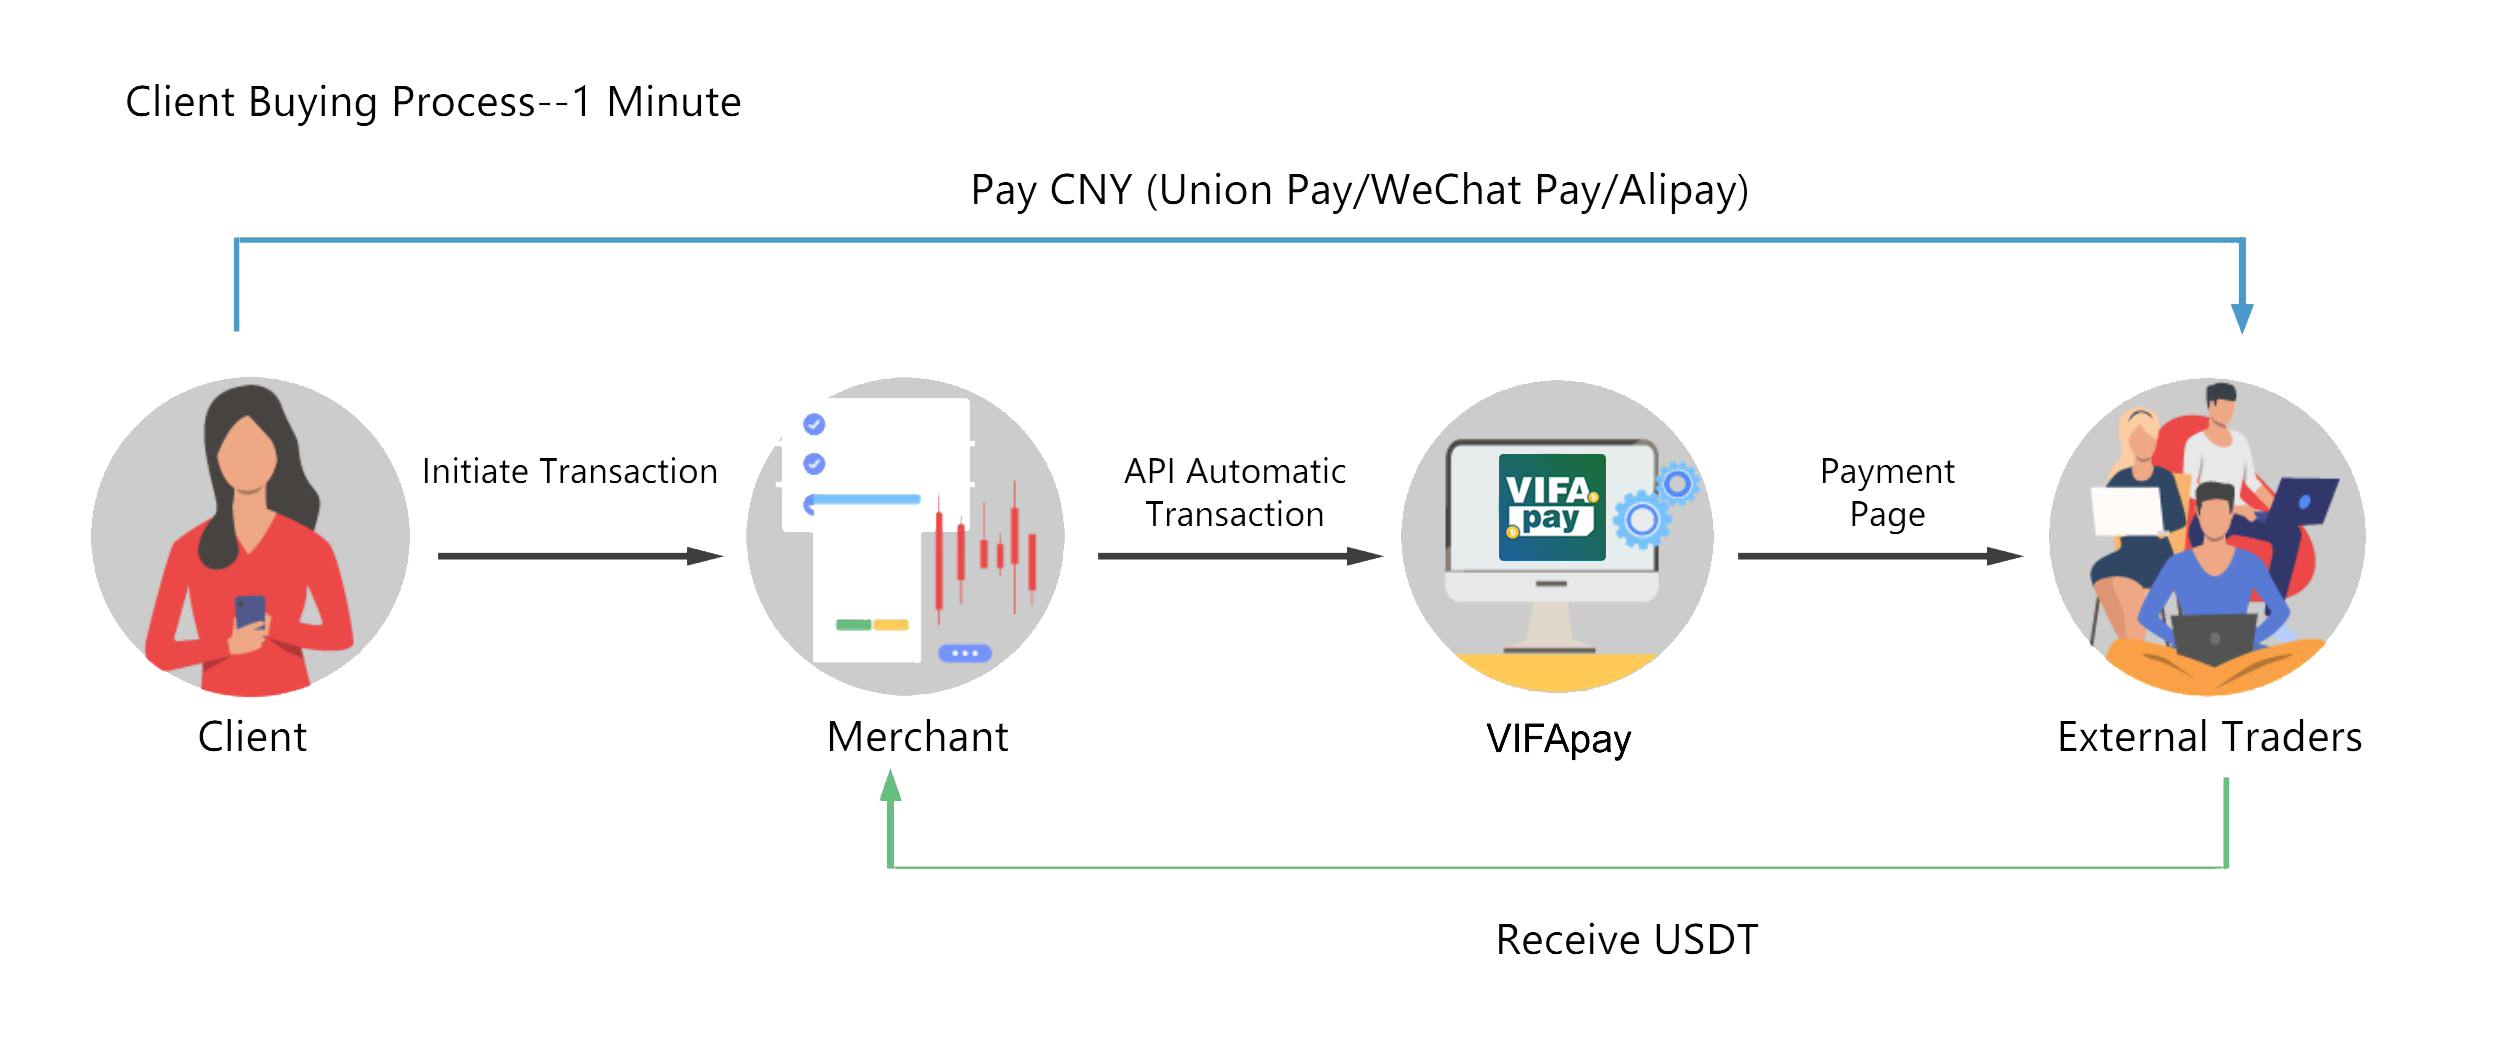 Client Buying Process--1 Minute
Pay CNY (Union Pay/WeChat Pay/Alipay)
Initiate Transaction
API Automatic
Transaction
Payment
Page
VIFA
pay
Client
Merchant
VIFApay
External Traders
Receive USDT